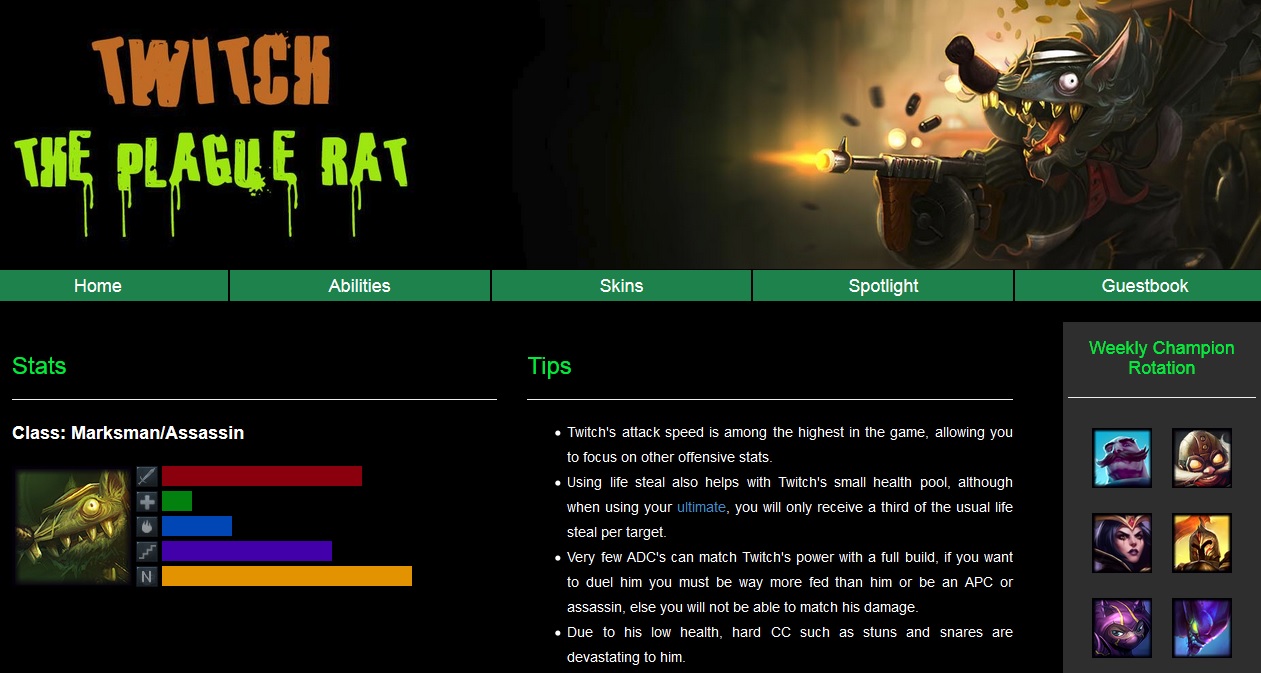 TWITCH
THE PLAGUE RAT
Home
Abilities
Skins
Spotlight
Guestbook
Stats
Class: Marksman/Assassin
N
Tips
Twitch's attack speed is among the highest in the game, allowing you
to focus on other offensive stats.
Using life steal also helps with Twitch's small health pool, although
when using your ultimate, you will only receive a third of the usual life
steal per target.
Very few ADC's can match Twitch's power with a full build, if you want
to duel him you must be way more fed than him or be an APC or
assassin, else you will not be able to match his damage.
Due to his low health, hard CC such as stuns and snares are
devastating to him.
Weekly Champion
Rotation